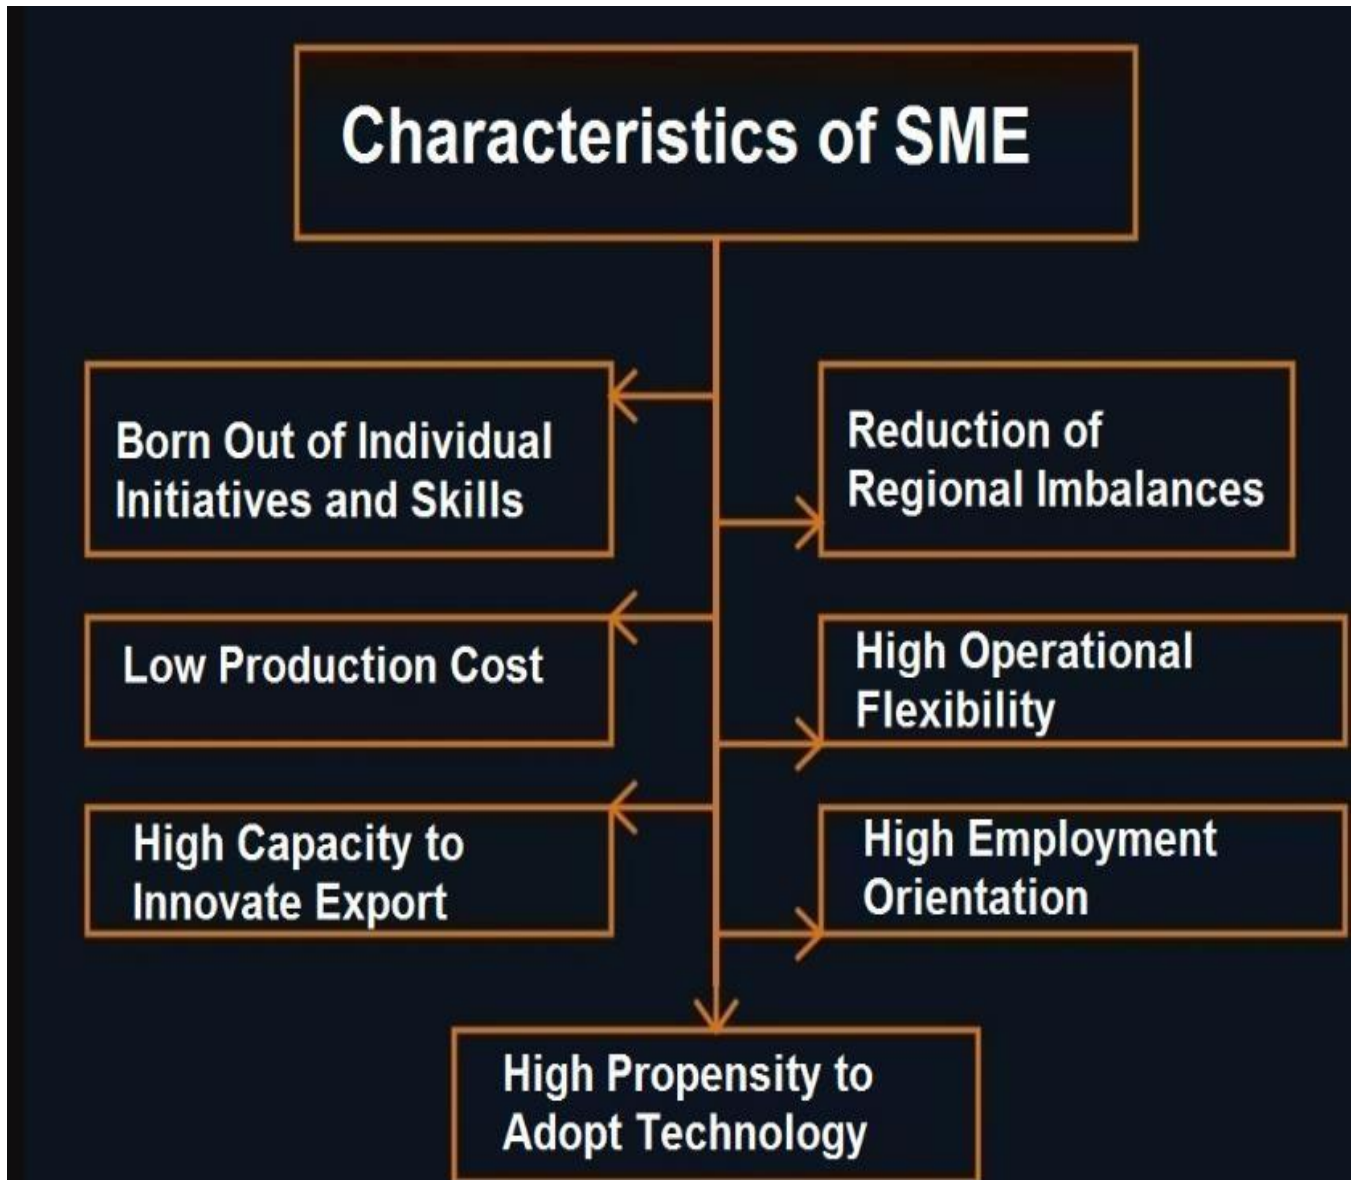 Characteristics of SME
Born Out of Individual
Initiatives and Skills
Reduction of
Regional Imbalances
Low Production Cost
High Operational
Flexibility
High Capacity to
Innovate Export
High Employment
Orientation
High Propensity to
Adopt Technology